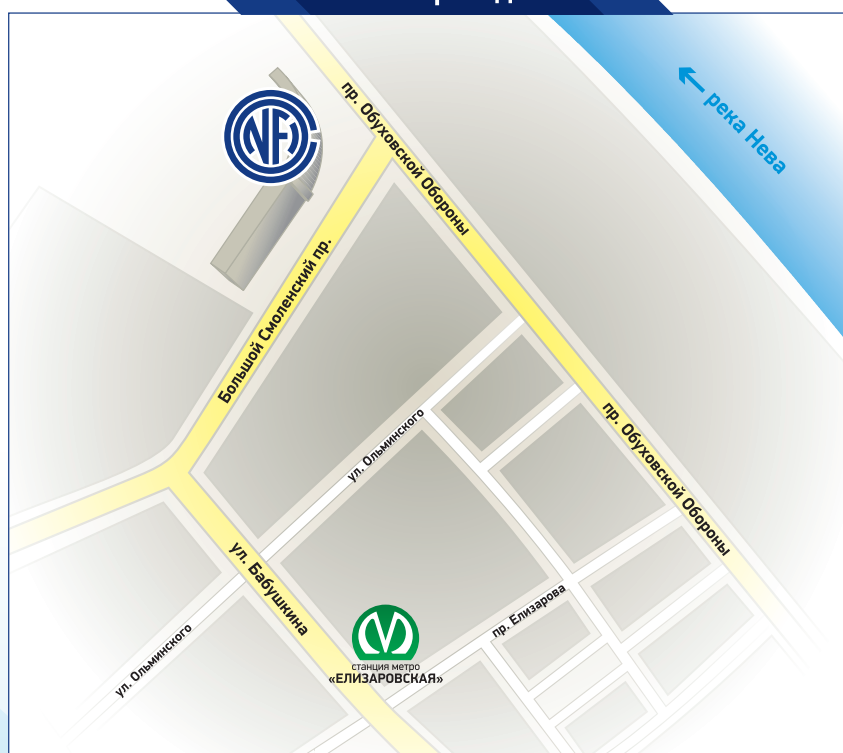 NFC
пр. Обуховской Обороны
река Нева
Большой Смоленский пр.
ул. Ольминского
пр. Обуховской Обороны
ул. Бабушкина
пр. Елизарова
ул. Ольминского
станция метро
«ЕЛИЗАРОВСКАЯ»